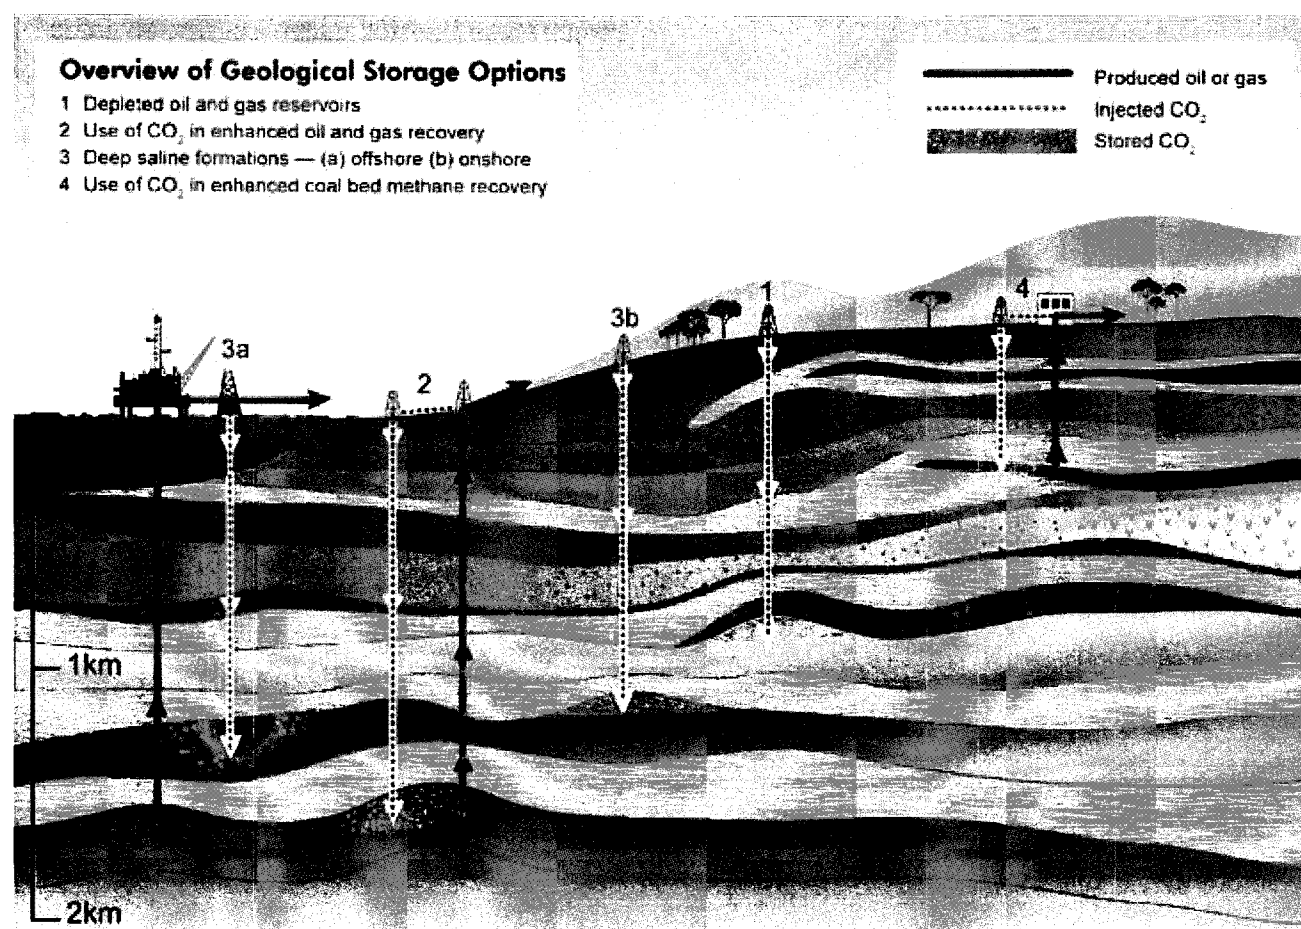 Overview of Geological Storage Options
1 Depleted oil and gas reservoirs
2 Use of CO₂ in enhanced oil and gas recovery
3 Deep saline formations — (a) offshore (b) onshore
4 Use of CO₂ in enhanced coal bed methane recovery
Produced oil or gas
Injected CO₂
Stored CO₂
1
4
3b
3a
2
1km
2km